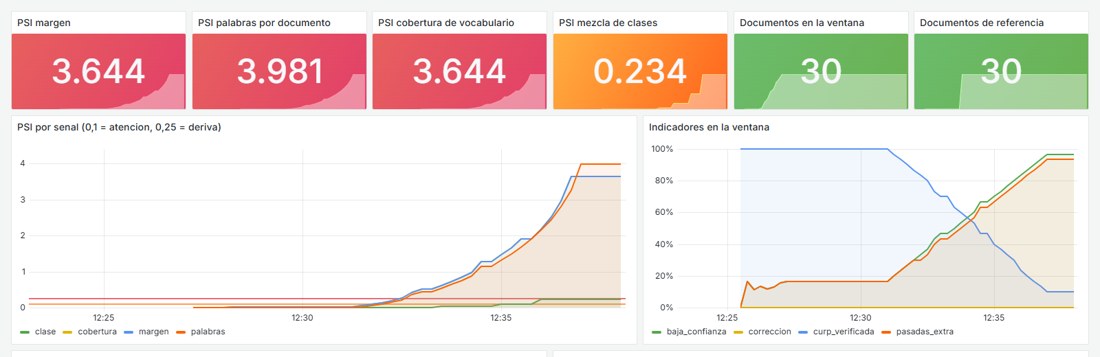 PSI margen
PSI palabras por documento
PSI cobertura de vocabulario
PSI mezcla de clases
Documentos en la ventana
Documentos de referencia
3.644
3.981
3.644
0.234
30
30
PSI por senal (0,1 = atencion, 0,25 = deriva)
4
3
2
1
0
12:25
12:30
12:35
clase
cobertura
margen
palabras
Indicadores en la ventana
100%
80%
60%
40%
20%
0%
12:25
12:30
12:35
baja_confianza
correccion
curp_verificada
pasadas_extra